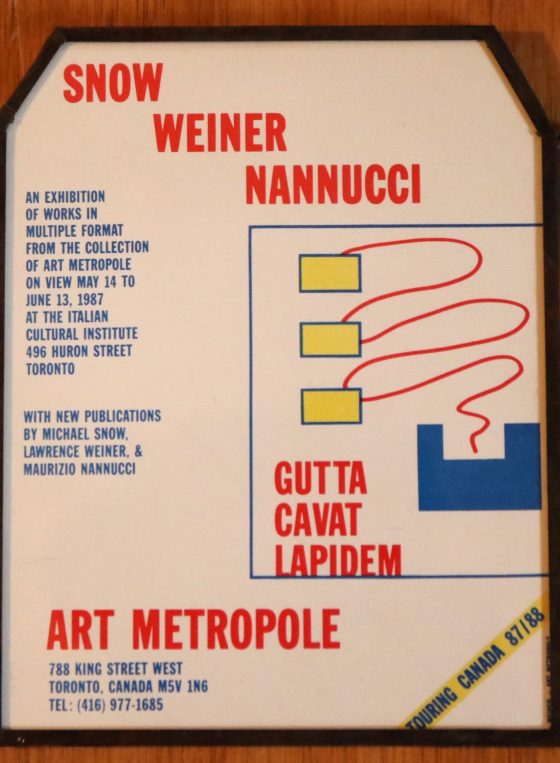 SNOW
WEINER
NANNUCCI
AN EXHIBITION
OF WORKS IN
MULTIPLE FORMAT
FROM THE COLLECTION
OF ART METROPOLE
ON VIEW MAY 14 TO
JUNE 13, 1987
AT THE ITALIAN
CULTURAL INSTITUTE
496 HURON STREET
TORONTO
WITH NEW PUBLICATIONS
BY MICHAEL SNOW,
LAWRENCE WEINER, &
MAURIZIO NANNUCCI
GUTTA
CAVAT
LAPIDEM
ART METROPOLE
788 KING STREET WEST
TORONTO, CANADA M5V 1N6
TEL: (416) 977-1685
TOURING CANADA 87/88